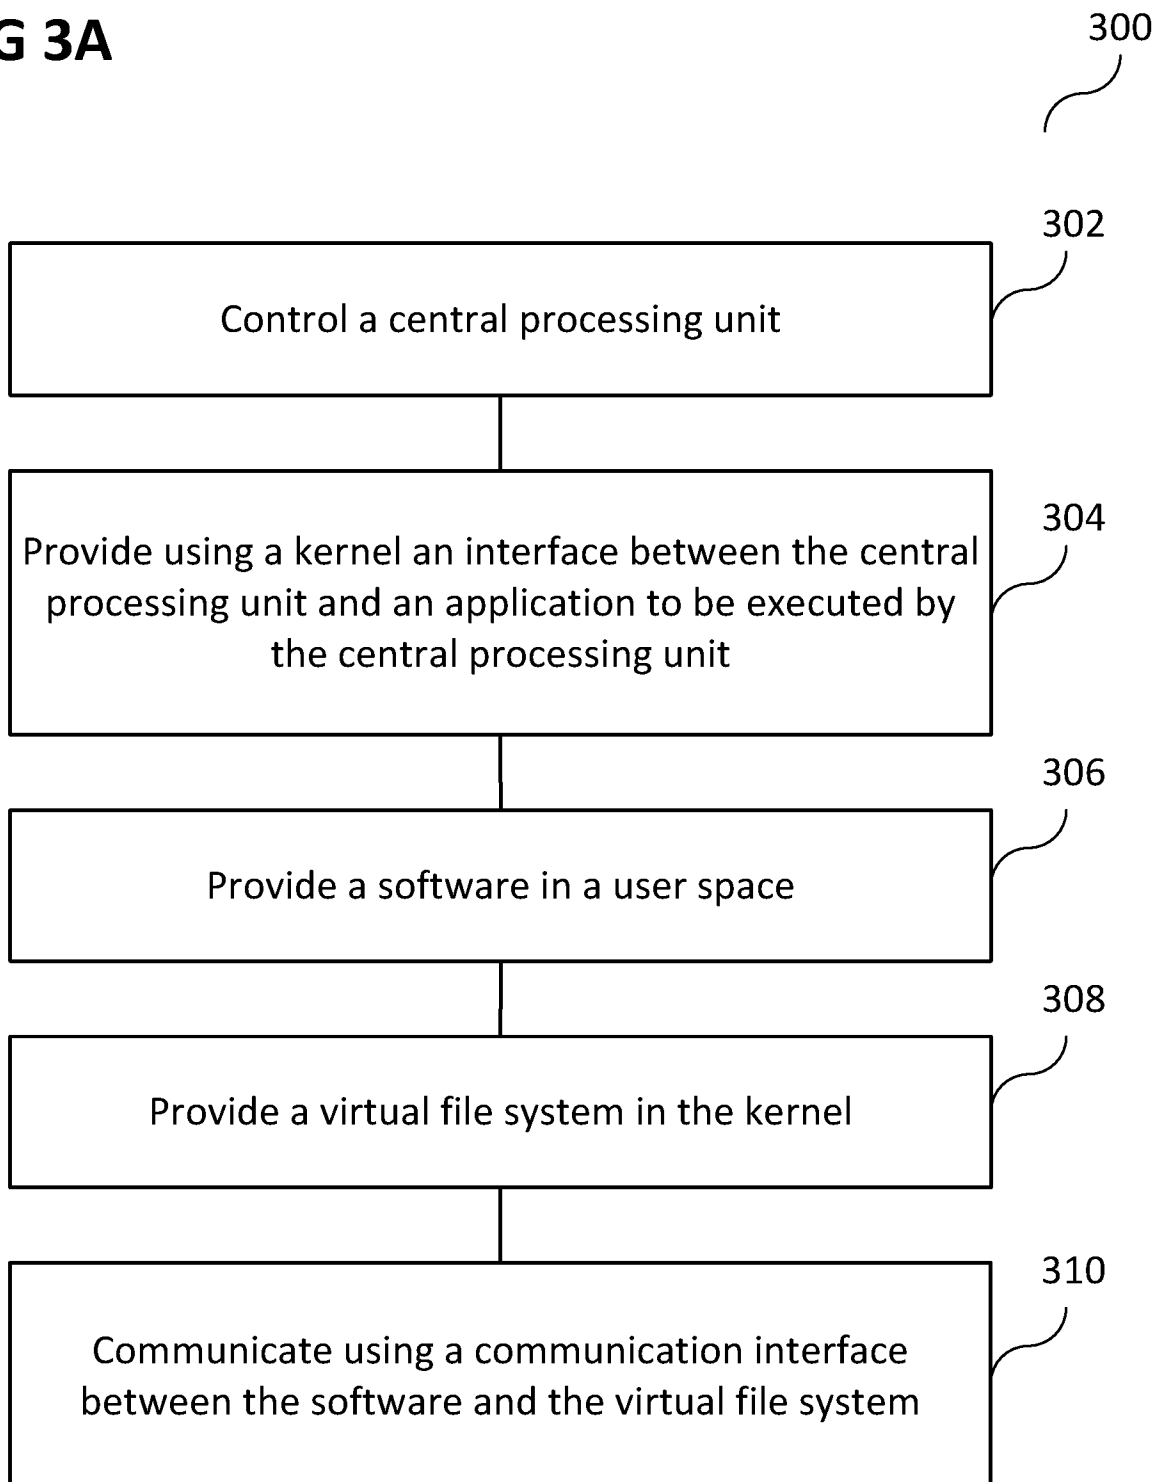 G 3A
300
302
Control a central processing unit
304
Provide using a kernel an interface between the central
processing unit and an application to be executed by
the central processing unit
306
Provide a software in a user space
308
Provide a virtual file system in the kernel
310
Communicate using a communication interface
between the software and the virtual file system